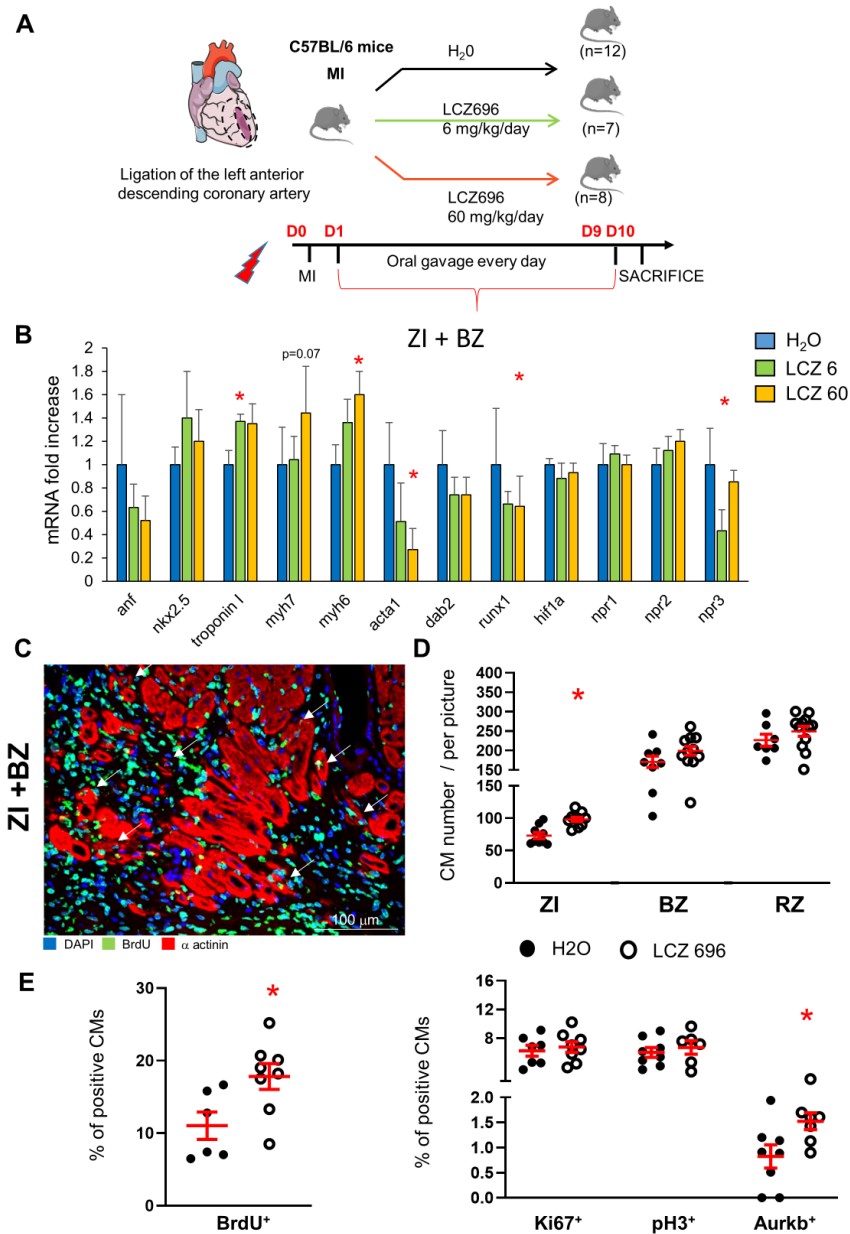 A
C57BL/6 mice
MI
H₂0
(n=12)
LCZ696
6 mg/kg/day
(n=7)
LCZ696
60 mg/kg/day
(n=8)
Ligation of the left anterior
descending coronary artery
D0 D1 D9 D10
MI Oral gavage every day SACRIFICE
B
ZI + BZ
H₂O
LCZ 6
LCZ 60
mRNA fold increase
2
1.8
1.6
1.4
1.2
1
0.8
0.6
0.4
0.2
0
p=0.07
* * * * *
anf nkx2.5 troponin I myh7 myh6 acta1 dab2 runx1 hif1a npr1 npr2 npr3
C
ZI +BZ
100 μm
DAPI BrdU α actinin
D
CM number / per picture
400
350
300
250
200
150
100
50
0
*
ZI BZ RZ
H2O LCZ 696
E
% of positive CMs
30
20
10
0
*
BrdU⁺
% of positive CMs
16
8
2.0
1.5
1.0
0.5
0.0
*
Ki67⁺ pH3⁺ Aurkb⁺